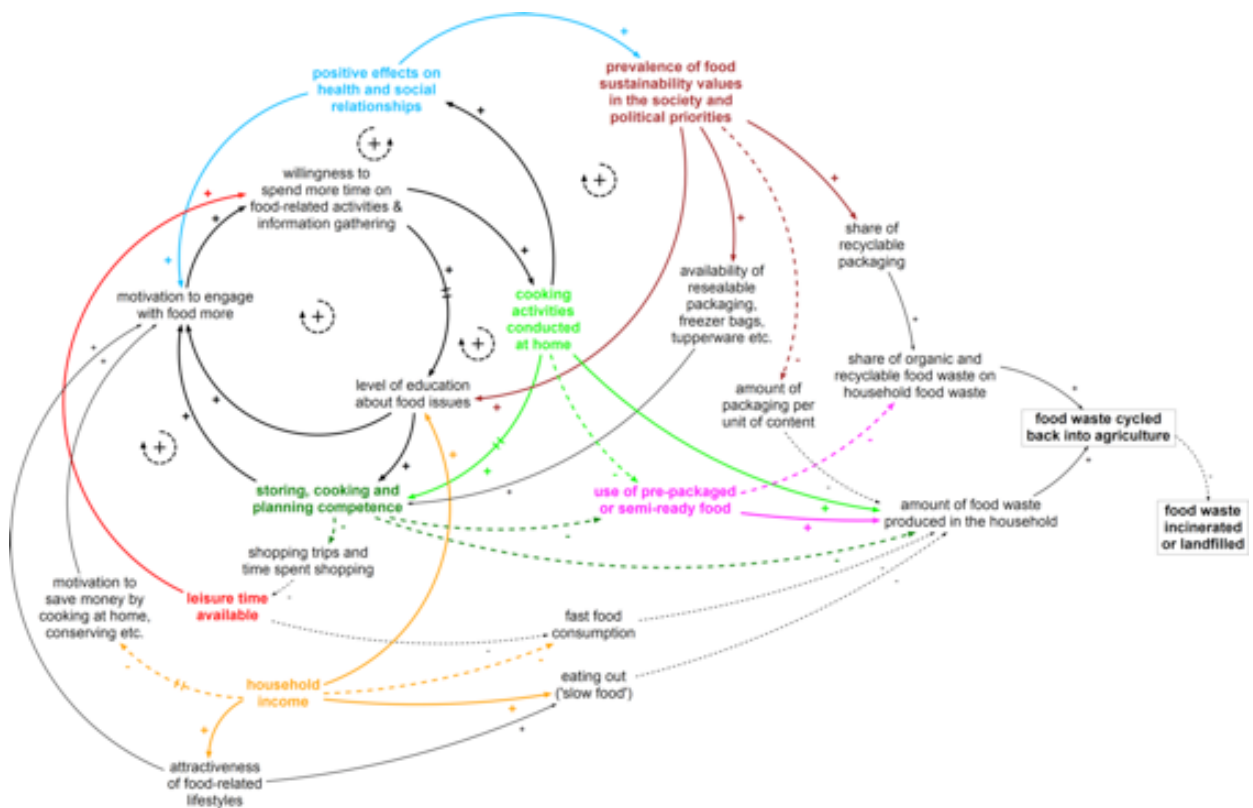 positive effects on
health and social
relationships
prevalence of food
sustainability values
in the society and
political priorities
willingness to
spend more time on
food-related activities &
information gathering
share of
recyclable
packaging
availability of
resealable
packaging,
freezer bags,
tupperware etc.
motivation to engage
with food more
cooking
activities
conducted
at home
share of organic and
recyclable food waste on
household food waste
level of education
about food issues
amount of
packaging per
unit of content
food waste cycled
back into agriculture
storing, cooking and
planning competence
use of pre-packaged
or semi-ready food
amount of food waste
produced in the household
food waste
incinerated
or landfilled
shopping trips and
time spent shopping
motivation to
save money by
cooking at home,
conserving etc.
leisure time
available
fast food
consumption
household
income
eating out
('slow food')
attractiveness
of food-related
lifestyles